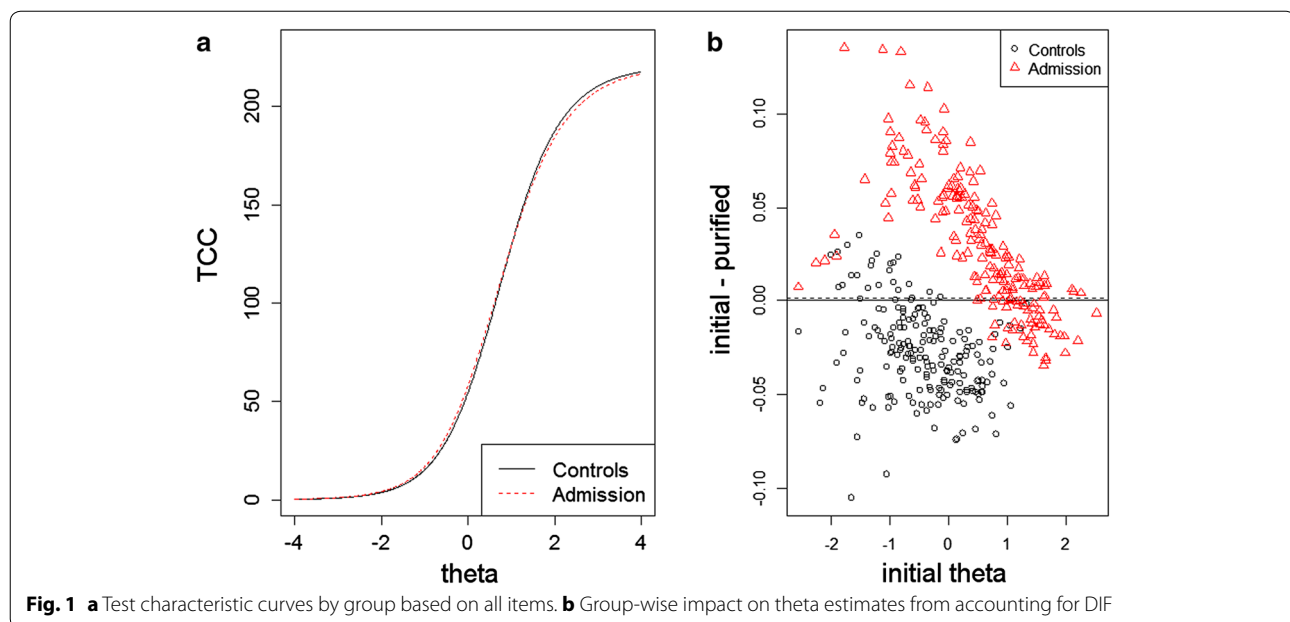 a
TCC
0
50
100
150
200
-4
-2
0
2
4
theta
Controls
Admission
b
initial - purified
-0.10
-0.05
0.00
0.05
0.10
-2
-1
0
1
2
initial theta
Controls
Admission
Fig. 1 a Test characteristic curves by group based on all items. b Group-wise impact on theta estimates from accounting for DIF